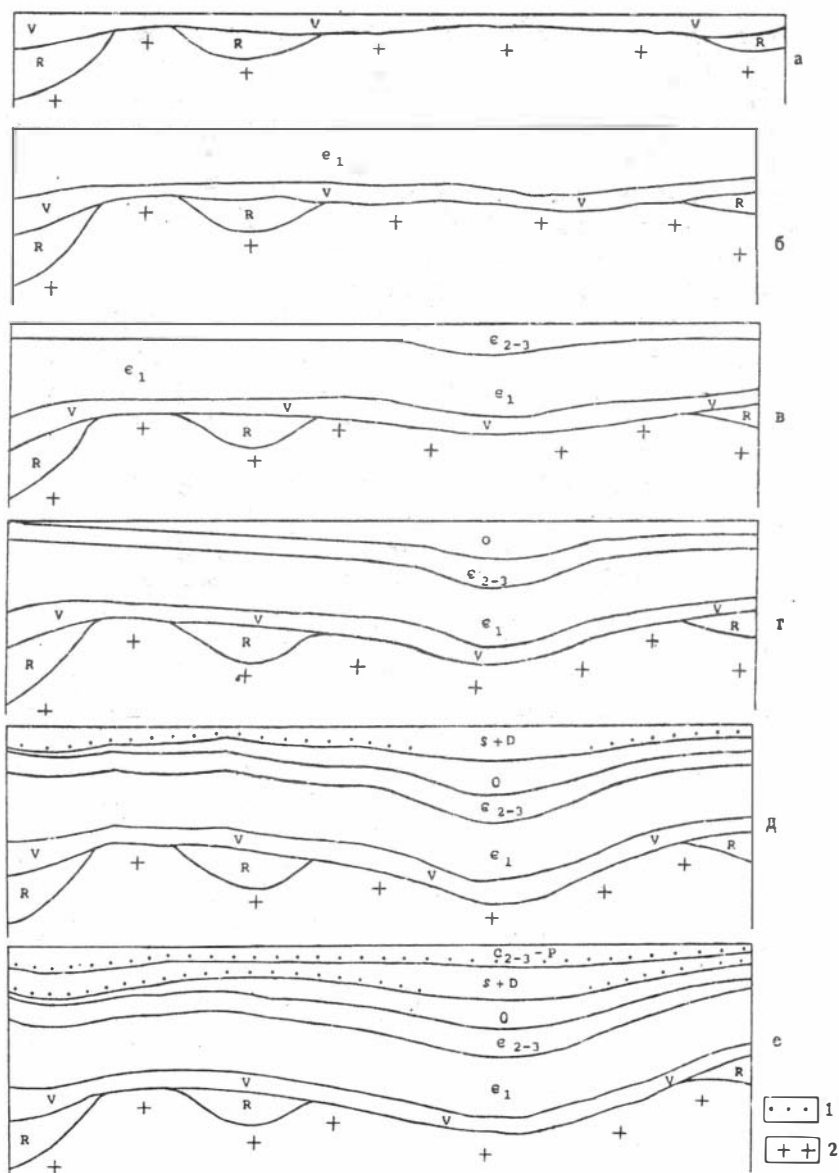 V V V
R R R
+ + + + + + +
а
є₁
V V V
R R R
+ + + + + + +
б
є₂₋₃
є₁ є₁
V V V V
R R R
+ + + + + + +
в
О
є₂₋₃
є₁
V V V V
R R R
+ + + + + + +
г
S+D
О
є₂₋₃
є₁
V V V V
R R R
+ + + + + +
д
C₂₋₃-P
S+D
О
є₂₋₃
є₁
V V V V
R R R
+ + + + + + +
е
1
+ + 2